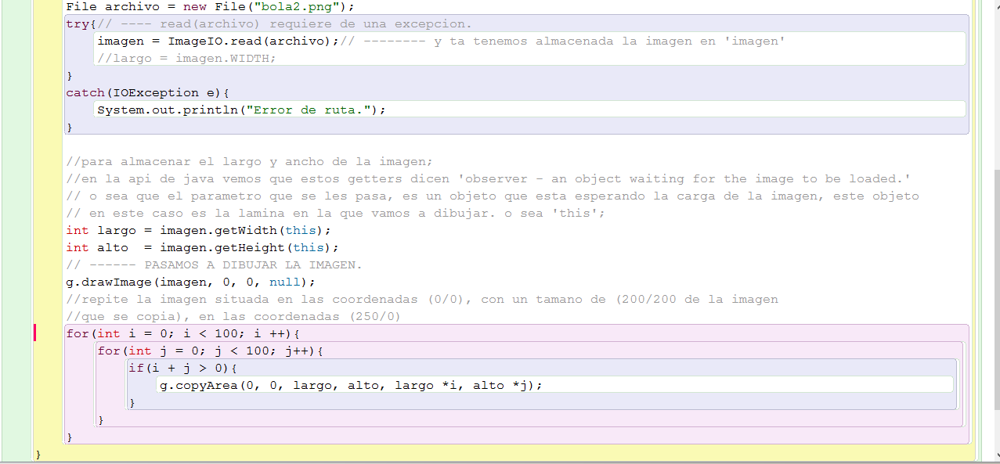 File archivo = new File("bola2.png");
try{// ---- read(archivo) requiere de una excepcion.
imagen = ImageIO.read(archivo);// -------- y ta tenemos almacenada la imagen en 'imagen'
//largo = imagen.WIDTH;
}
catch(IOException e){
System.out.println("Error de ruta.");
}
//para almacenar el largo y ancho de la imagen;
//en la api de java vemos que estos getters dicen 'observer - an object waiting for the image to be loaded.'
// o sea que el parametro que se les pasa, es un objeto que esta esperando la carga de la imagen, este objeto
// en este caso es la lamina en la que vamos a dibujar. o sea 'this';
int largo = imagen.getWidth(this);
int alto  = imagen.getHeight(this);
// ------ PASAMOS A DIBUJAR LA IMAGEN.
g.drawImage(imagen, 0, 0, null);
//repite la imagen situada en las coordenadas (0/0), con un tamano de (200/200 de la imagen
//que se copia), en las coordenadas (250/0)
for(int i = 0; i < 100; i ++){
for(int j = 0; j < 100; j++){
if(i + j > 0){
g.copyArea(0, 0, largo, alto, largo *i, alto *j);
}
}
}
}